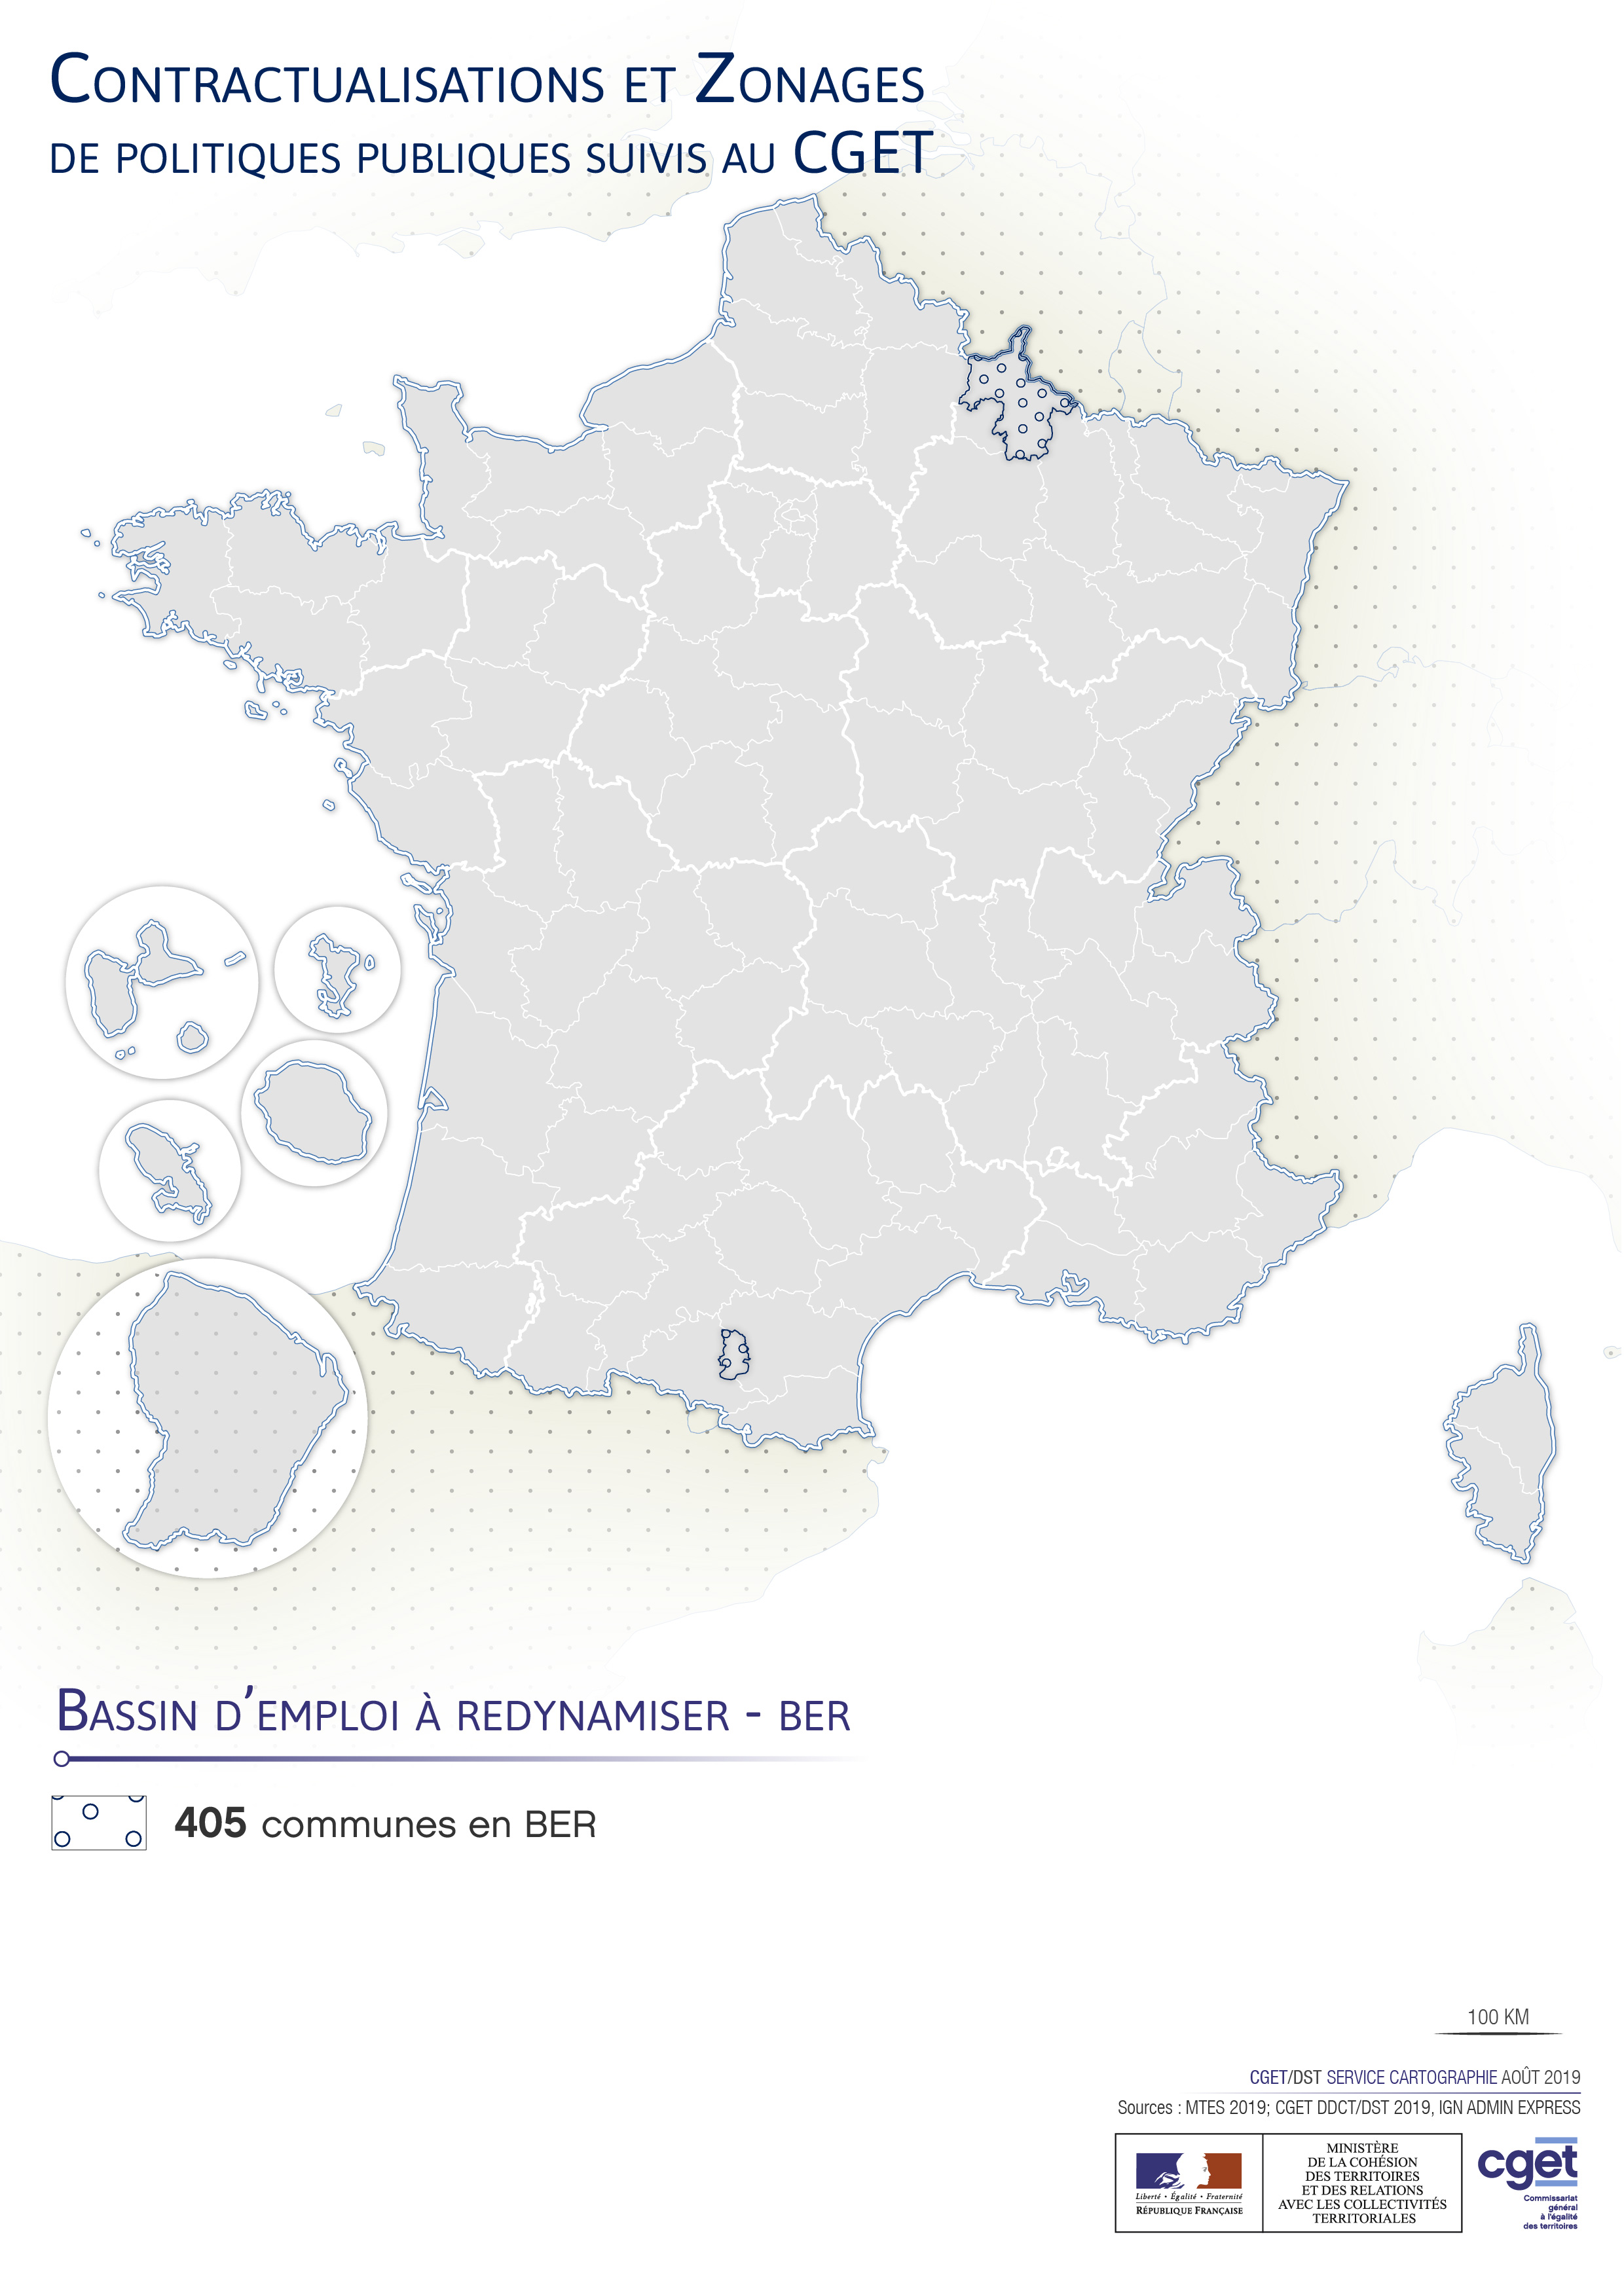 Contractualisations et Zonages
de politiques publiques suivis au CGET
Bassin d'emploi à redynamiser - ber
405 communes en BER
100 KM
CGET/DST SERVICE CARTOGRAPHIE AOÛT 2019
Sources : MTES 2019; CGET DDCT/DST 2019, IGN ADMIN EXPRESS
Liberté • Égalité • Fraternité
République Française
MINISTÈRE
DE LA COHÉSION
DES TERRITOIRES
ET DES RELATIONS
AVEC LES COLLECTIVITÉS
TERRITORIALES
cget
Commissariat
général
à l'égalité
des territoires